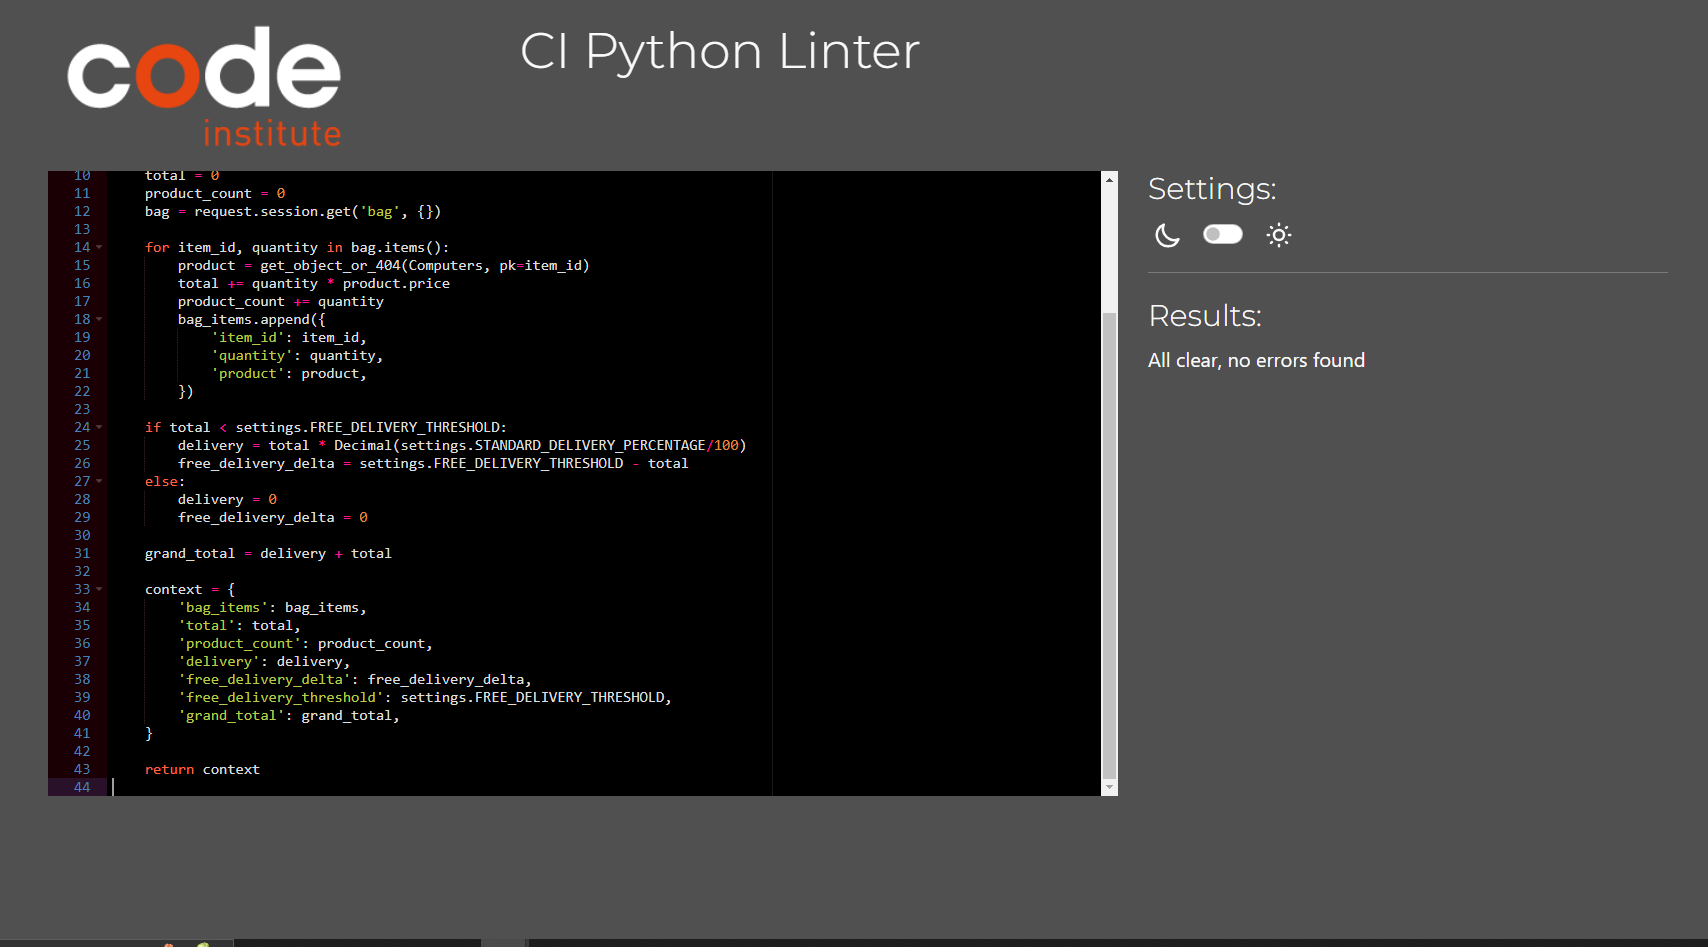 code
institute
CI Python Linter
10 total = 0
11 product_count = 0
12 bag = request.session.get('bag', {})
13
14 for item_id, quantity in bag.items():
15 product = get_object_or_404(Computers, pk=item_id)
16 total += quantity * product.price
17 product_count += quantity
18 bag_items.append({
19 'item_id': item_id,
20 'quantity': quantity,
21 'product': product,
22 })
23
24 if total < settings.FREE_DELIVERY_THRESHOLD:
25 delivery = total * Decimal(settings.STANDARD_DELIVERY_PERCENTAGE/100)
26 free_delivery_delta = settings.FREE_DELIVERY_THRESHOLD - total
27 else:
28 delivery = 0
29 free_delivery_delta = 0
30
31 grand_total = delivery + total
32
33 context = {
34 'bag_items': bag_items,
35 'total': total,
36 'product_count': product_count,
37 'delivery': delivery,
38 'free_delivery_delta': free_delivery_delta,
39 'free_delivery_threshold': settings.FREE_DELIVERY_THRESHOLD,
40 'grand_total': grand_total,
41 }
42
43 return context
44
Settings:
Results:
All clear, no errors found